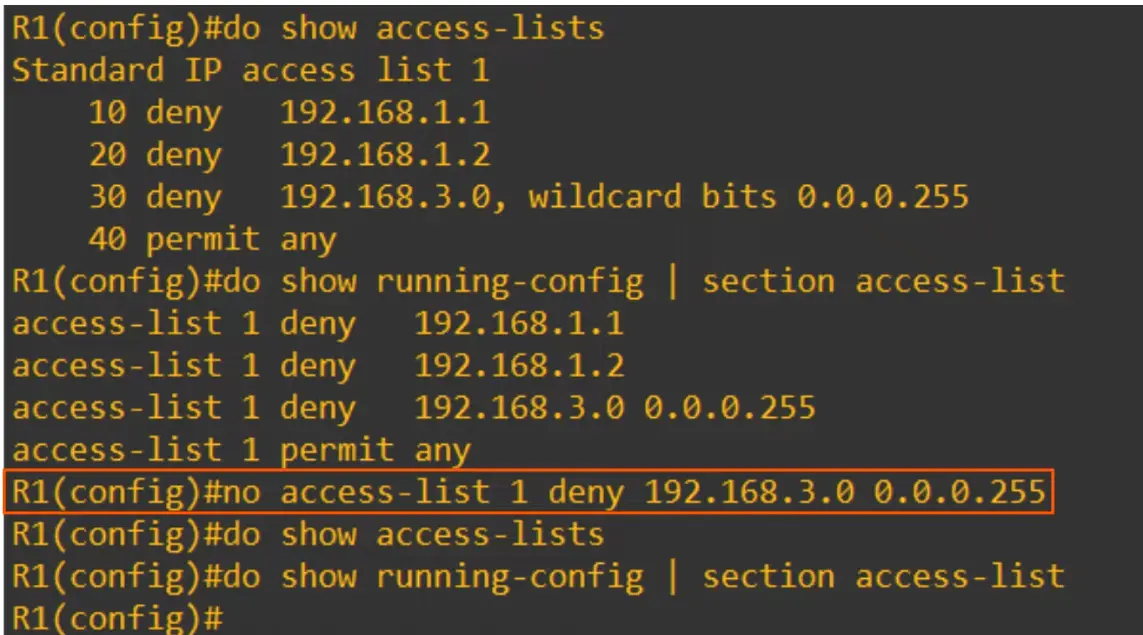 R1(config)#do show access-lists
Standard IP access list 1
    10 deny   192.168.1.1
    20 deny   192.168.1.2
    30 deny   192.168.3.0, wildcard bits 0.0.0.255
    40 permit any
R1(config)#do show running-config | section access-list
access-list 1 deny   192.168.1.1
access-list 1 deny   192.168.1.2
access-list 1 deny   192.168.3.0 0.0.0.255
access-list 1 permit any
R1(config)#no access-list 1 deny 192.168.3.0 0.0.0.255
R1(config)#do show access-lists
R1(config)#do show running-config | section access-list
R1(config)#